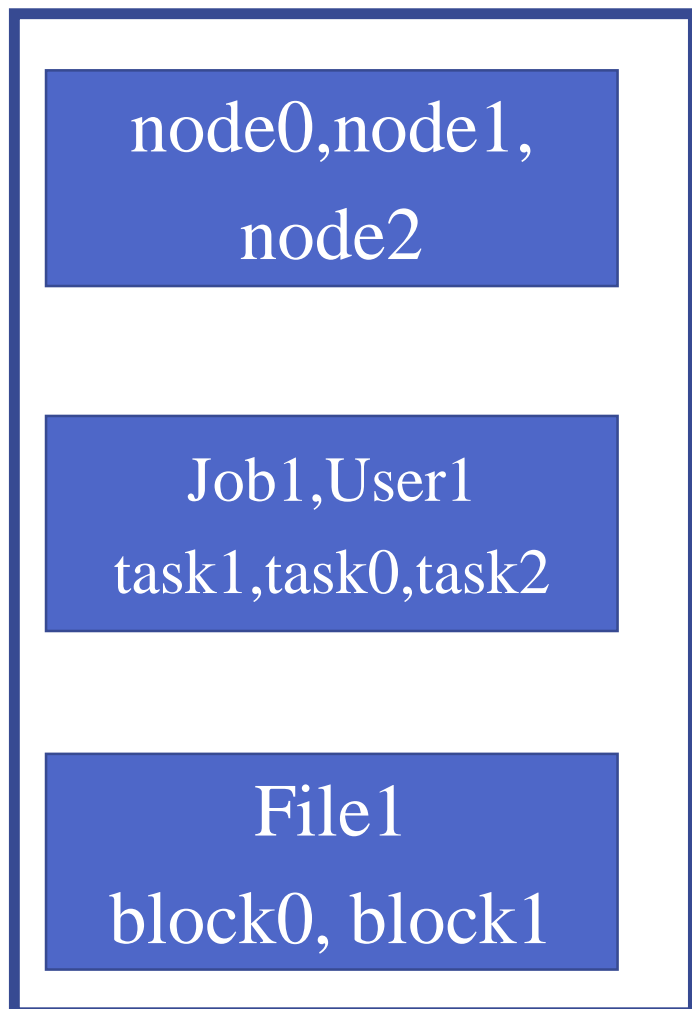 node0,node1,
node2
Job1,User1
task1,task0,task2
File1
block0, block1